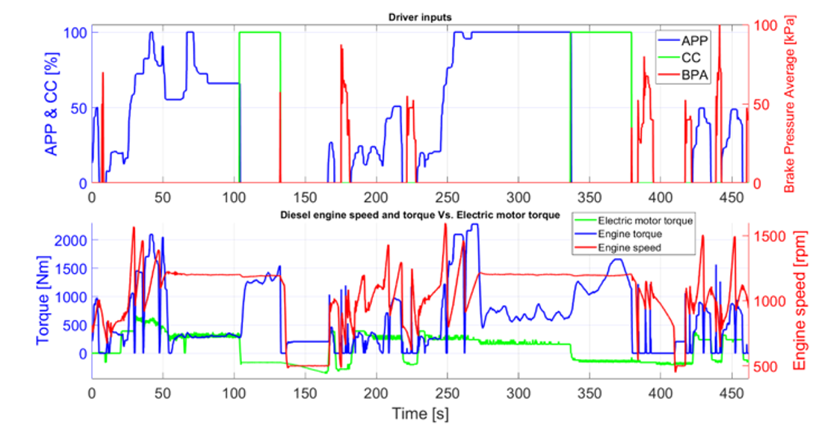 Driver inputs
APP & CC [%]
100
50
0
Brake Pressure Average [kPa]
100
50
0
APP
CC
BPA
0 50 100 150 200 250 300 350 400 450
Diesel engine speed and torque Vs. Electric motor torque
Torque [Nm]
2000
1500
1000
500
0
Engine speed [rpm]
1500
1000
500
Electric motor torque
Engine torque
Engine speed
0 50 100 150 200 250 300 350 400 450
Time [s]